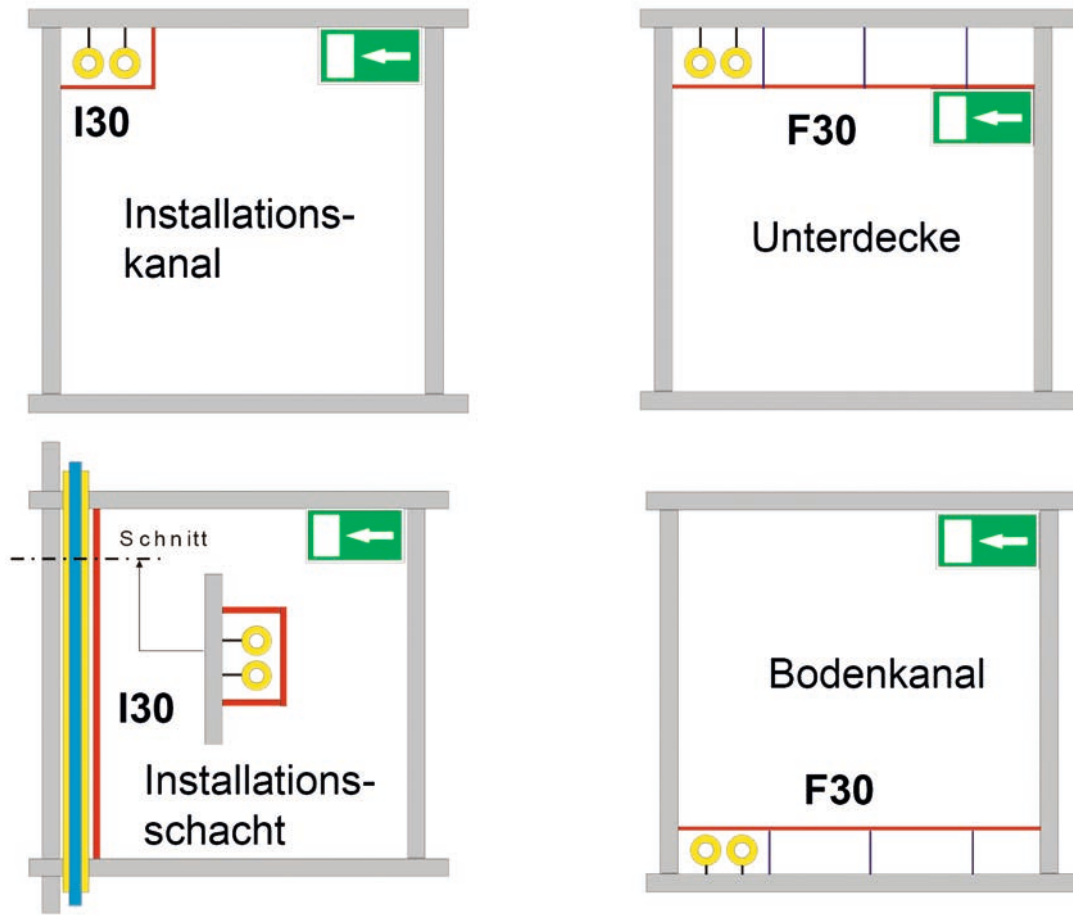 I30
Installations-
kanal
F30
Unterdecke
Schnitt
I30
Installations-
schacht
Bodenkanal
F30